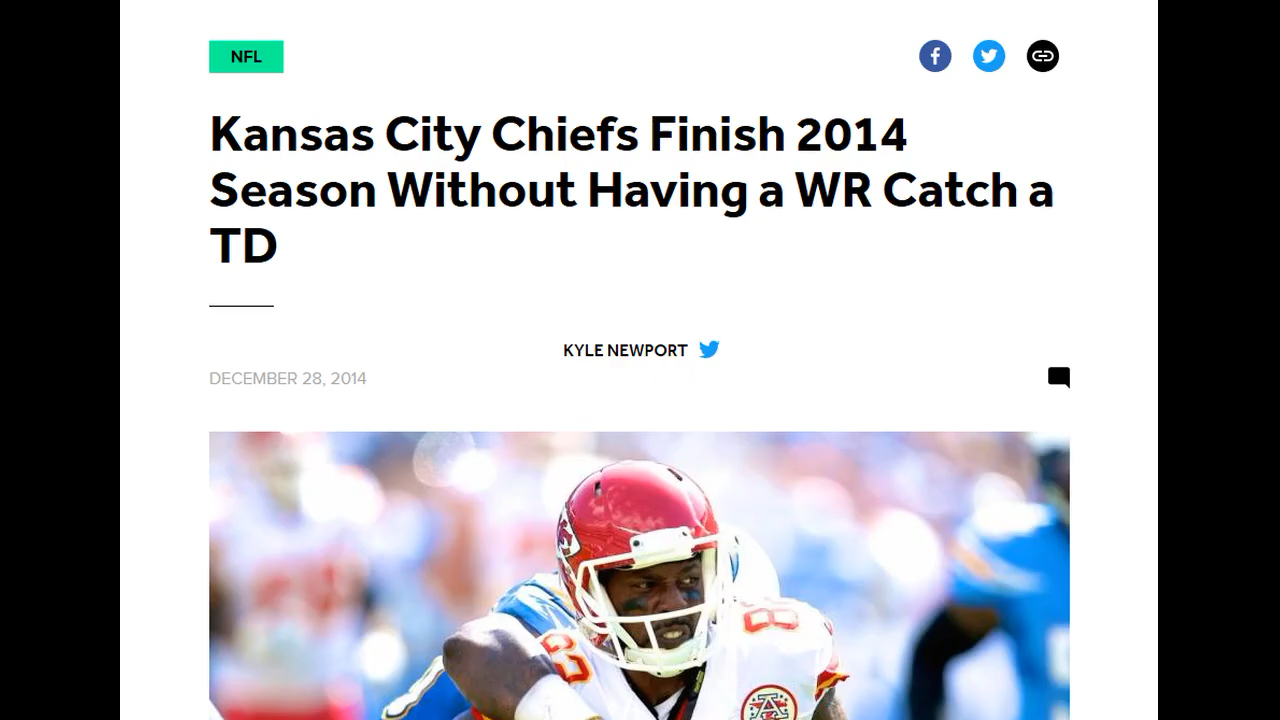 NFL
Kansas City Chiefs Finish 2014
Season Without Having a WR Catch a
TD
KYLE NEWPORT
DECEMBER 28, 2014